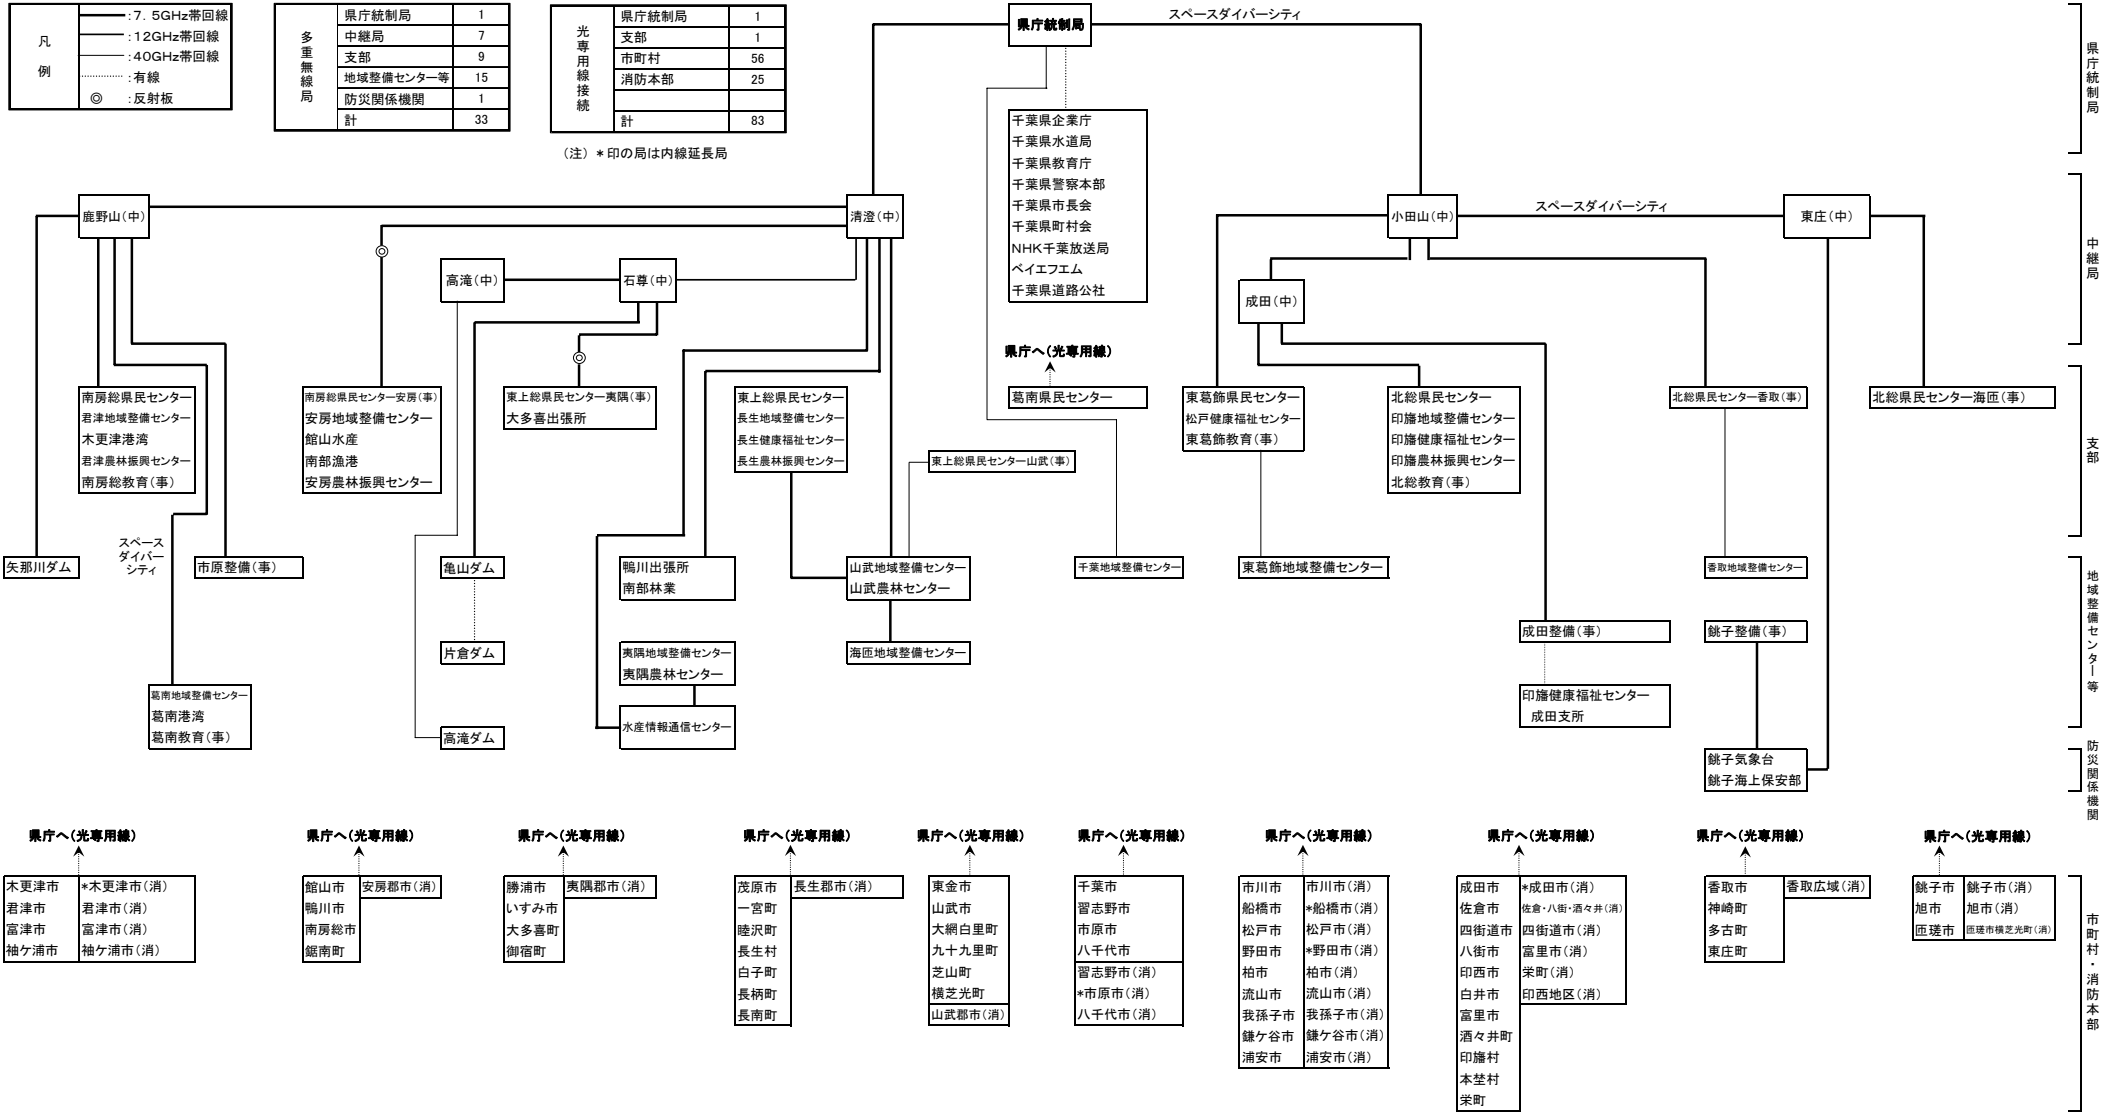 凡例
:7.5GHz帯回線
:12GHz帯回線
:40GHz帯回線
:有線
◎ :反射板
多重無線局
県庁統制局 1
中継局 7
支部 9
地域整備センター等 15
防災関係機関 1
計 33
光専用線接続
県庁統制局 1
支部 1
市町村 56
消防本部 25
計 83
(注) *印の局は内線延長局
県庁統制局
スペースダイバーシティ
県庁統制局
千葉県企業庁
千葉県水道局
千葉県教育庁
千葉県警察本部
千葉県市長会
千葉県町村会
NHK千葉放送局
ベイエフエム
千葉県道路公社
鹿野山(中)
清澄(中)
小田山(中)
スペースダイバーシティ
東庄(中)
中継局
◎
高滝(中)
石尊(中)
成田(中)
◎
県庁へ(光専用線)
南房総県民センター
君津地域整備センター
木更津港湾
君津農林振興センター
南房総教育(事)
南房総県民センター安房(事)
安房地域整備センター
館山水産
南部漁港
安房農林振興センター
東上総県民センター夷隅(事)
大多喜出張所
東上総県民センター
長生地域整備センター
長生健康福祉センター
長生農林振興センター
東上総県民センター山武(事)
葛南県民センター
東葛飾県民センター
松戸健康福祉センター
東葛飾教育(事)
北総県民センター
印旛地域整備センター
印旛健康福祉センター
印旛農林振興センター
北総教育(事)
北総県民センター香取(事)
北総県民センター海匝(事)
支部
スペース
ダイバー
シティ
矢那川ダム
市原整備(事)
亀山ダム
鴨川出張所
南部林業
山武地域整備センター
山武農林センター
千葉地域整備センター
東葛飾地域整備センター
香取地域整備センター
地域整備センター等
片倉ダム
夷隅地域整備センター
夷隅農林センター
海匝地域整備センター
成田整備(事)
銚子整備(事)
葛南地域整備センター
葛南港湾
葛南教育(事)
高滝ダム
水産情報通信センター
印旛健康福祉センター
成田支所
銚子気象台
銚子海上保安部
防災関係機関
県庁へ(光専用線)
木更津市 *木更津市(消)
君津市 君津市(消)
富津市 富津市(消)
袖ケ浦市 袖ケ浦市(消)
県庁へ(光専用線)
館山市 安房郡市(消)
鴨川市
南房総市
鋸南町
県庁へ(光専用線)
勝浦市 夷隅郡市(消)
いすみ市
大多喜町
御宿町
県庁へ(光専用線)
茂原市 長生郡市(消)
一宮町
睦沢町
長生村
白子町
長柄町
長南町
県庁へ(光専用線)
東金市
山武市
大網白里町
九十九里町
芝山町
横芝光町
山武郡市(消)
県庁へ(光専用線)
千葉市
習志野市
市原市
八千代市
習志野市(消)
*市原市(消)
八千代市(消)
県庁へ(光専用線)
市川市 市川市(消)
船橋市 *船橋市(消)
松戸市 松戸市(消)
野田市 *野田市(消)
柏市 柏市(消)
流山市 流山市(消)
我孫子市 我孫子市(消)
鎌ケ谷市 鎌ケ谷市(消)
浦安市 浦安市(消)
県庁へ(光専用線)
成田市 *成田市(消)
佐倉市 佐倉・八街・酒々井(消)
四街道市 四街道市(消)
八街市 富里市(消)
印西市 栄町(消)
白井市 印西地区(消)
富里市
酒々井町
印旛村
本埜村
栄町
県庁へ(光専用線)
香取市 香取広域(消)
神崎町
多古町
東庄町
県庁へ(光専用線)
銚子市 銚子市(消)
旭市 旭市(消)
匝瑳市 匝瑳市横芝光町(消)
市町村・消防本部